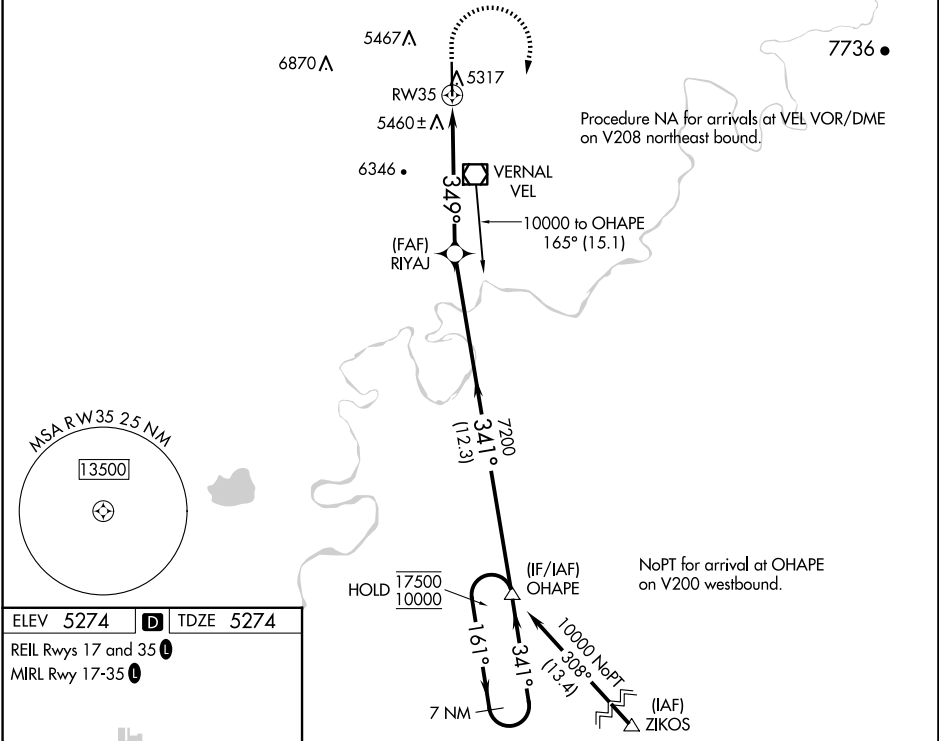 5467
6870
7736
5317
RW35
5460±
Procedure NA for arrivals at VEL VOR/DME
on V208 northeast bound.
6346
VERNAL
VEL
349°
10000 to OHAPE
165° (15.1)
(FAF)
RIYAJ
7200
341°
(12.3)
MSA RW35 25 NM
13500
NoPT for arrival at OHAPE
on V200 westbound.
(IF/IAF)
OHAPE
HOLD 17500
10000
161°
341°
7 NM
10000 NoPT
308°
(13.4)
(IAF)
ZIKOS
ELEV 5274 D TDZE 5274
REIL Rwys 17 and 35 L
MIRL Rwy 17-35 L